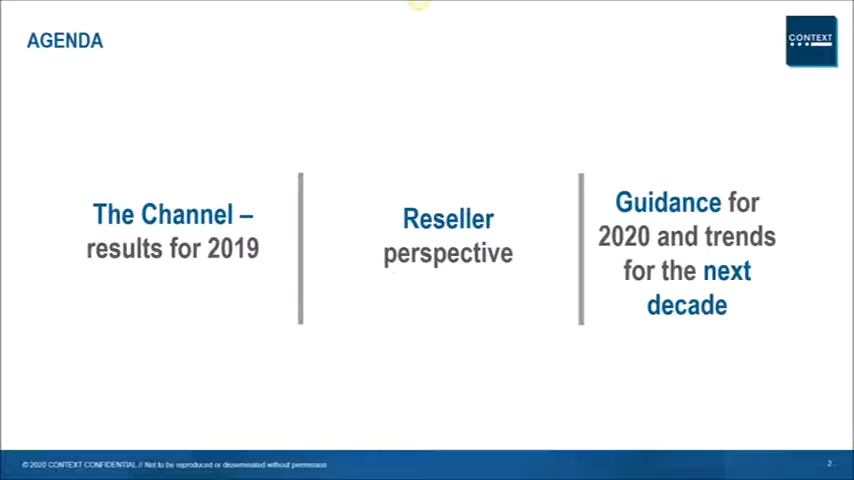 AGENDA
CONTEXT
The Channel –
results for 2019
Reseller
perspective
Guidance for
2020 and trends
for the next
decade
© 2020 CONTEXT CONFIDENTIAL // Not to be reproduced or disseminated without permission
2